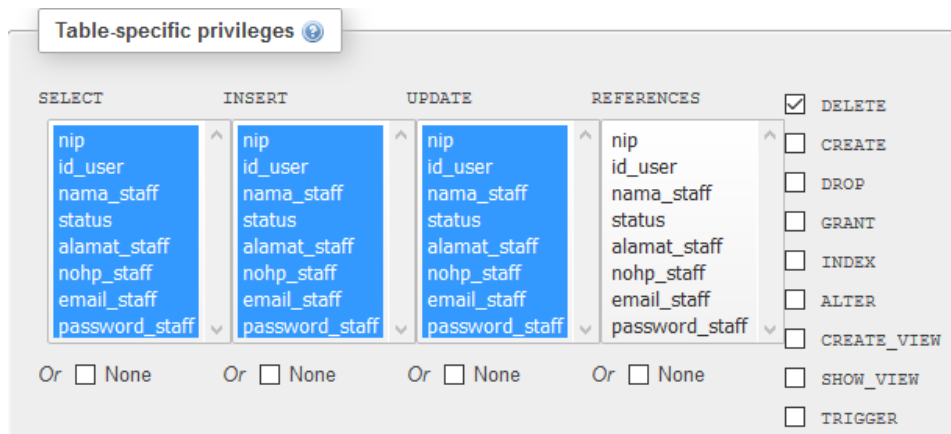 Table-specific privileges
SELECT
nip
id_user
nama_staff
status
alamat_staff
nohp_staff
email_staff
password_staff
Or None
INSERT
nip
id_user
nama_staff
status
alamat_staff
nohp_staff
email_staff
password_staff
Or None
UPDATE
nip
id_user
nama_staff
status
alamat_staff
nohp_staff
email_staff
password_staff
Or None
REFERENCES
nip
id_user
nama_staff
status
alamat_staff
nohp_staff
email_staff
password_staff
Or None
DELETE
CREATE
DROP
GRANT
INDEX
ALTER
CREATE_VIEW
SHOW_VIEW
TRIGGER